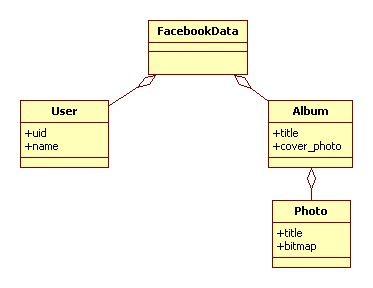 FacebookData
User
+uid
+name
Album
+title
+cover_photo
Photo
+title
+bitmap